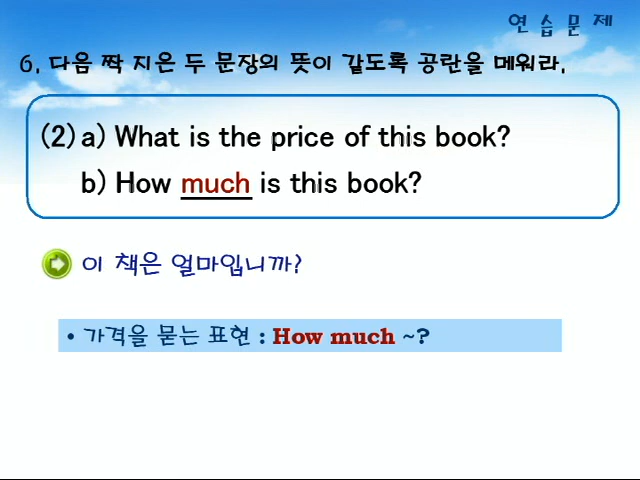 연 습 문 제
6. 다음 짝 지은 두 문장의 뜻이 같도록 공란을 메워라.
(2) a) What is the price of this book?
b) How much is this book?
이 책은 얼마입니까?
• 가격을 묻는 표현 : How much ~?